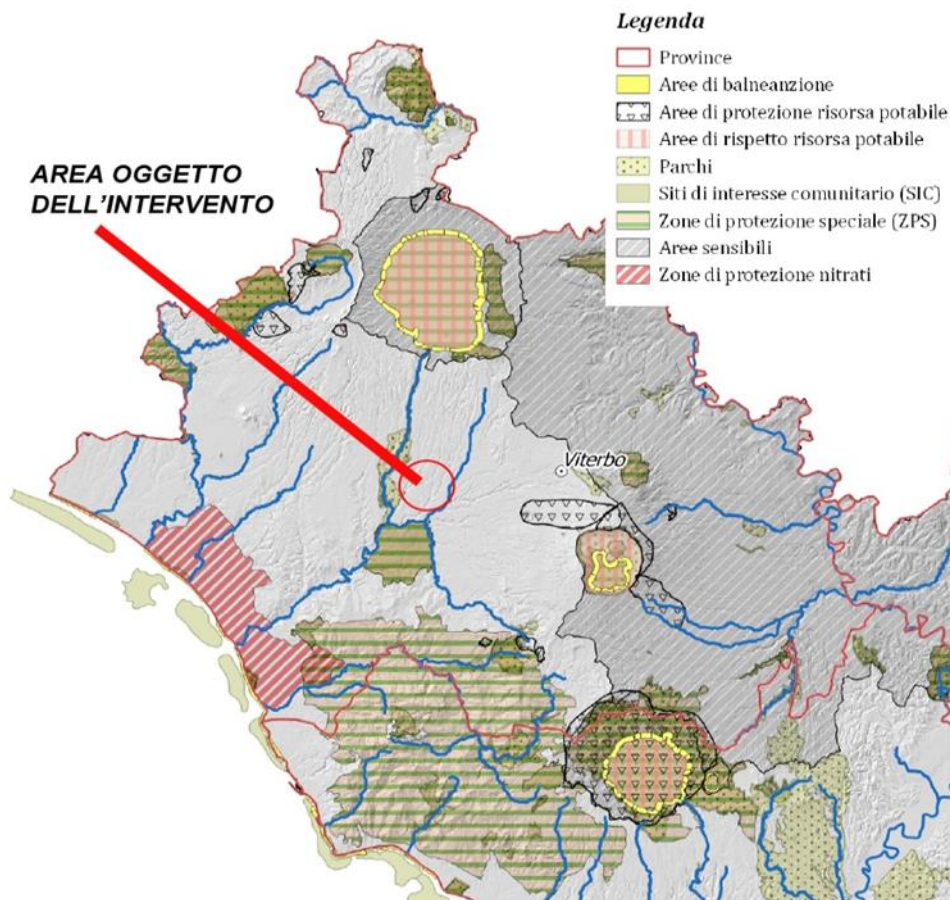 Legenda
Province
Aree di balneanzione
Aree di protezione risorsa potabile
Aree di rispetto risorsa potabile
Parchi
Siti di interesse comunitario (SIC)
Zone di protezione speciale (ZPS)
Aree sensibili
Zone di protezione nitrati
AREA OGGETTO
DELL'INTERVENTO
Viterbo